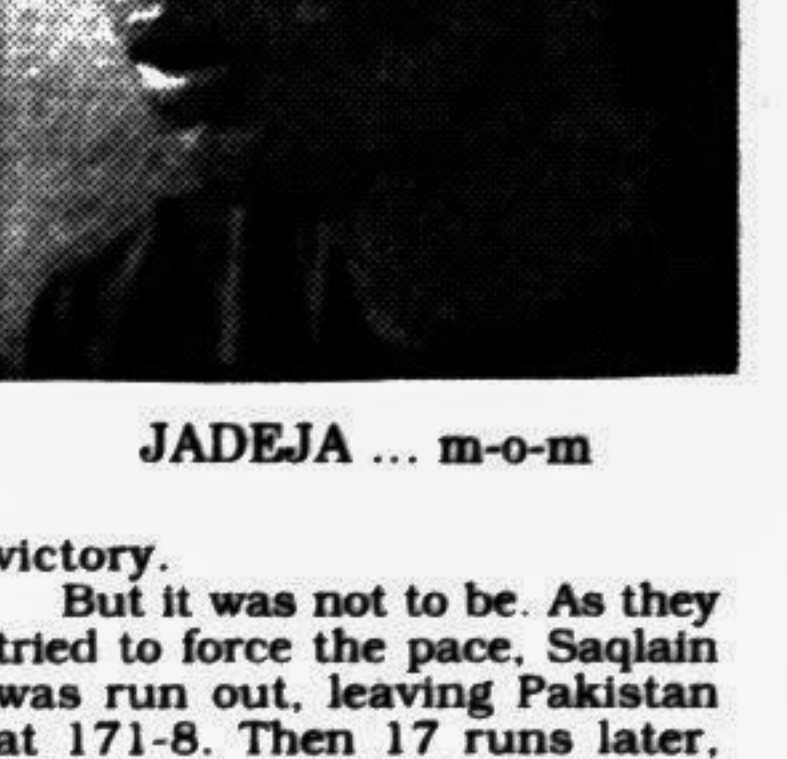 JADEJA ... m-o-m
victory.
But it was not to be. As they
tried to force the pace, Saqlain
was run out, leaving Pakistan
at 171-8. Then 17 runs later,